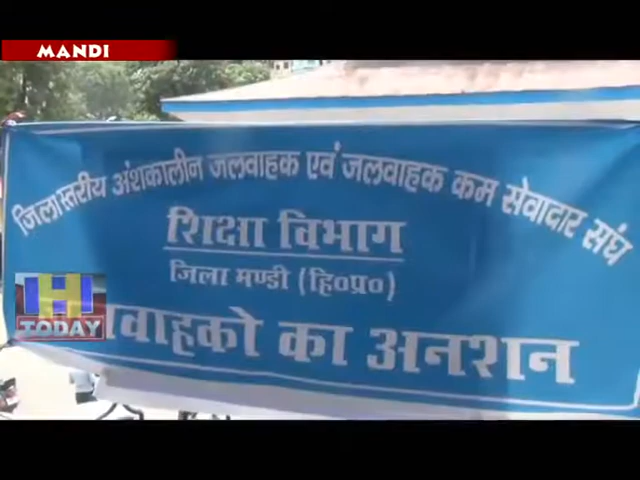 MANDI
जिलास्तरीय अंशकालीन जलवाहक एवं जलवाहक कम सेवादार संघ
शिक्षा विभाग
जिला मण्डी (हि०प्र०)
वाहको का अनशन
H
TODAY